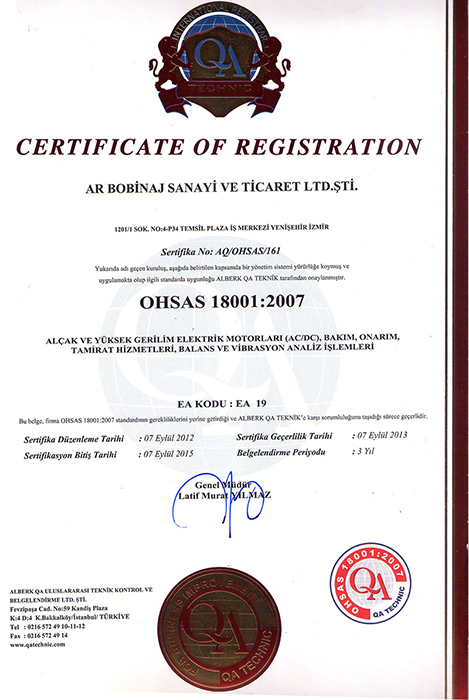 INTERNATIONAL REGISTRAR
QA
TECHNIC
CERTIFICATE OF REGISTRATION
AR BOBİNAJ SANAYİ VE TİCARET LTD.ŞTİ.
1201/1 SOK. NO:4-P34 TEMSİL PLAZA İŞ MERKEZİ YENİŞEHİR İZMİR
Sertifika No: AQ/OHSAS/161
Yukarıda adı geçen kuruluş, aşağıda belirtilen kapsamda bir yönetim sistemi yürürlüğe koymuş ve
uygulamakta olup ilgili standarda uygunluğu ALBERK QA TEKNİK tarafından onaylanmıştır.
OHSAS 18001:2007
ALÇAK VE YÜKSEK GERİLİM ELEKTRİK MOTORLARI (AC/DC), BAKIM, ONARIM,
TAMİRAT HİZMETLERİ, BALANS VE VİBRASYON ANALİZ İŞLEMLERİ
EA KODU : EA 19
Bu belge, firma OHSAS 18001:2007 standardının gerekliliklerini yerine getirdiği ve ALBERK QA TEKNİK'e karşı sorumluluğunu taşıdığı sürece geçerlidir.
Sertifika Düzenleme Tarihi : 07 Eylül 2012 Sertifika Geçerlilik Tarihi : 07 Eylül 2013
Sertifikasyon Bitiş Tarihi : 07 Eylül 2015 Belgelendirme Periyodu : 3 Yıl
Genel Müdür
Latif Murat YILMAZ
ALBERK QA ULUSLARARASI TEKNİK KONTROL VE
BELGELENDİRME LTD. ŞTİ.
Fevzipaşa Cad. No:59 Kandiş Plaza
K:4 D:4 K.Bakkalköy/İstanbul/ TÜRKİYE
Tel : 0216 572 49 10-11-12
Fax : 0216 572 49 14
www.qatechnic.com
FOR BUSINESS IMPROVEMENT
QA
QA TECHNIC
OHSAS 18001:2007
QA
QA TECHNIC